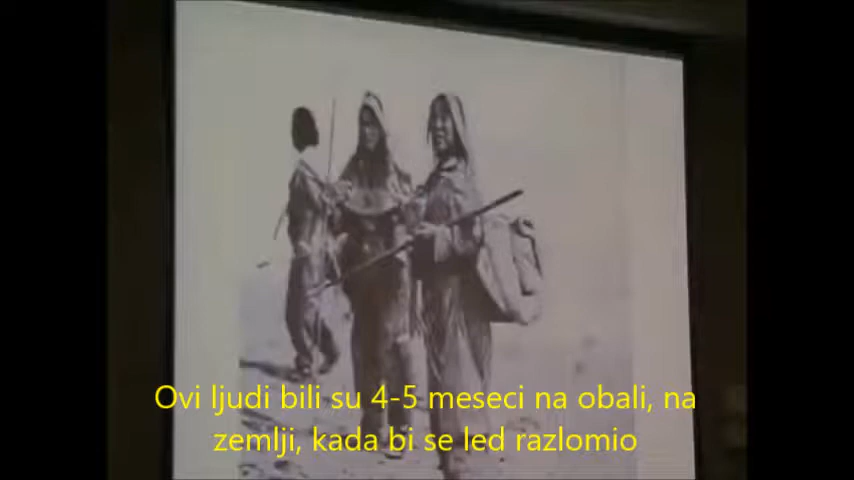 Ovi ljudi bili su 4-5 meseci na obali, na
zemlji, kada bi se led razlomio